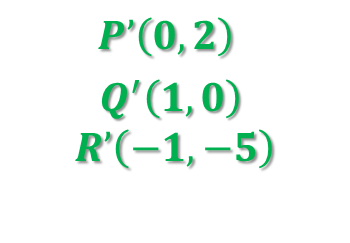 P’(0, 2)
Q′(1, 0)
R’(−1, −5)